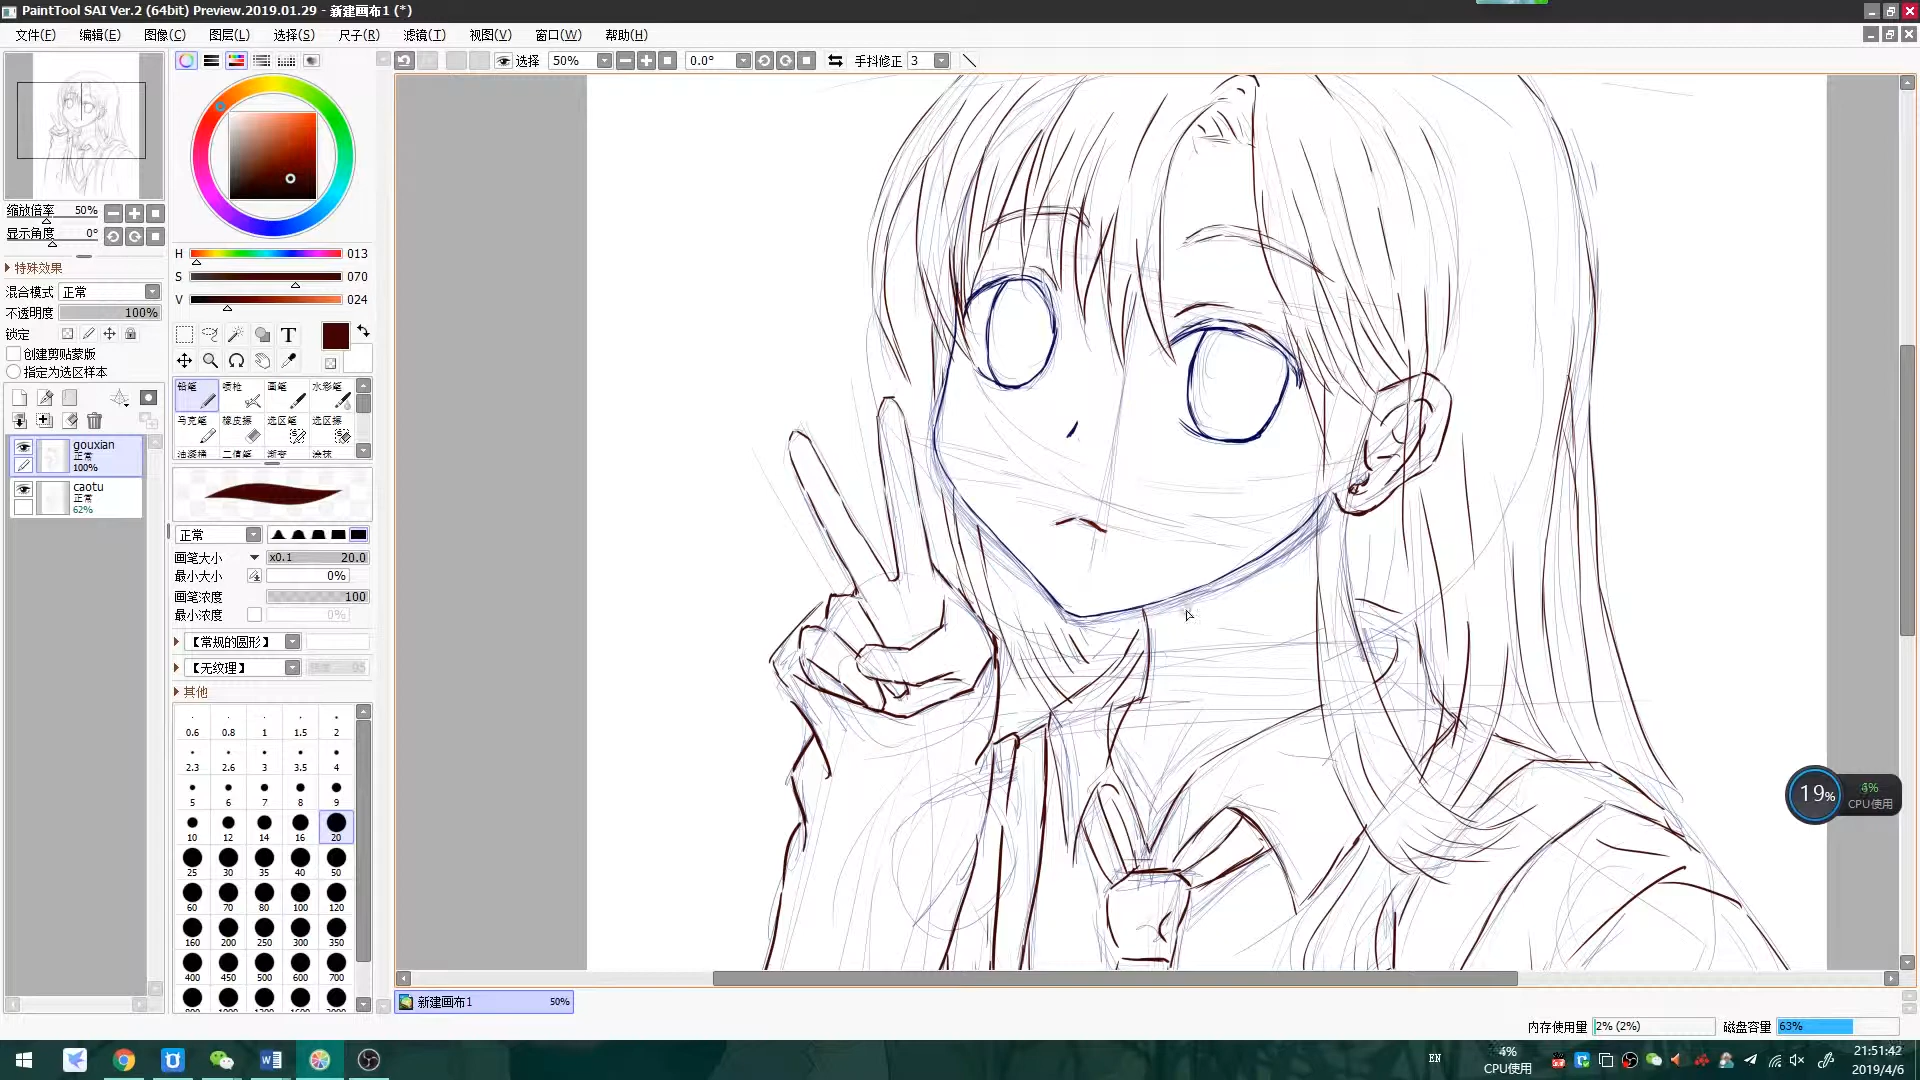 PaintTool SAI Ver.2 (64bit) Preview.2019.01.29 - 新建画布1 (*)
文件(F) 编辑(E) 图像(C) 图层(L) 选择(S) 尺子(R) 滤镜(T) 视图(V) 窗口(W) 帮助(H)
选择 50% 0.0° 手抖修正 3
缩放倍率 50%
显示角度 0°
特殊效果
混合模式 正常
不透明度 100%
锁定
创建剪贴蒙版
指定为选区样本
gouxian
正常
100%
caotu
正常
62%
H 013
S 070
V 024
T
铅笔 喷枪 画笔 水彩笔
马克笔 橡皮擦 选区笔 选区擦
油漆桶 二值笔 渐变 涂抹
正常
画笔大小 x0.1 20.0
最小大小 0%
画笔浓度 100
最小浓度 0%
【常规的圆形】
【无纹理】 95
其他
0.6 0.8 1 1.5 2
2.3 2.6 3 3.5 4
5 6 7 8 9
10 12 14 16 20
25 30 35 40 50
60 70 80 100 120
160 200 250 300 350
400 450 500 600 700
新建画布1 50%
19% 4%
CPU使用
内存使用量 2% (2%) 磁盘容量 63%
EN
4%
CPU使用
21:51:42
2019/4/6